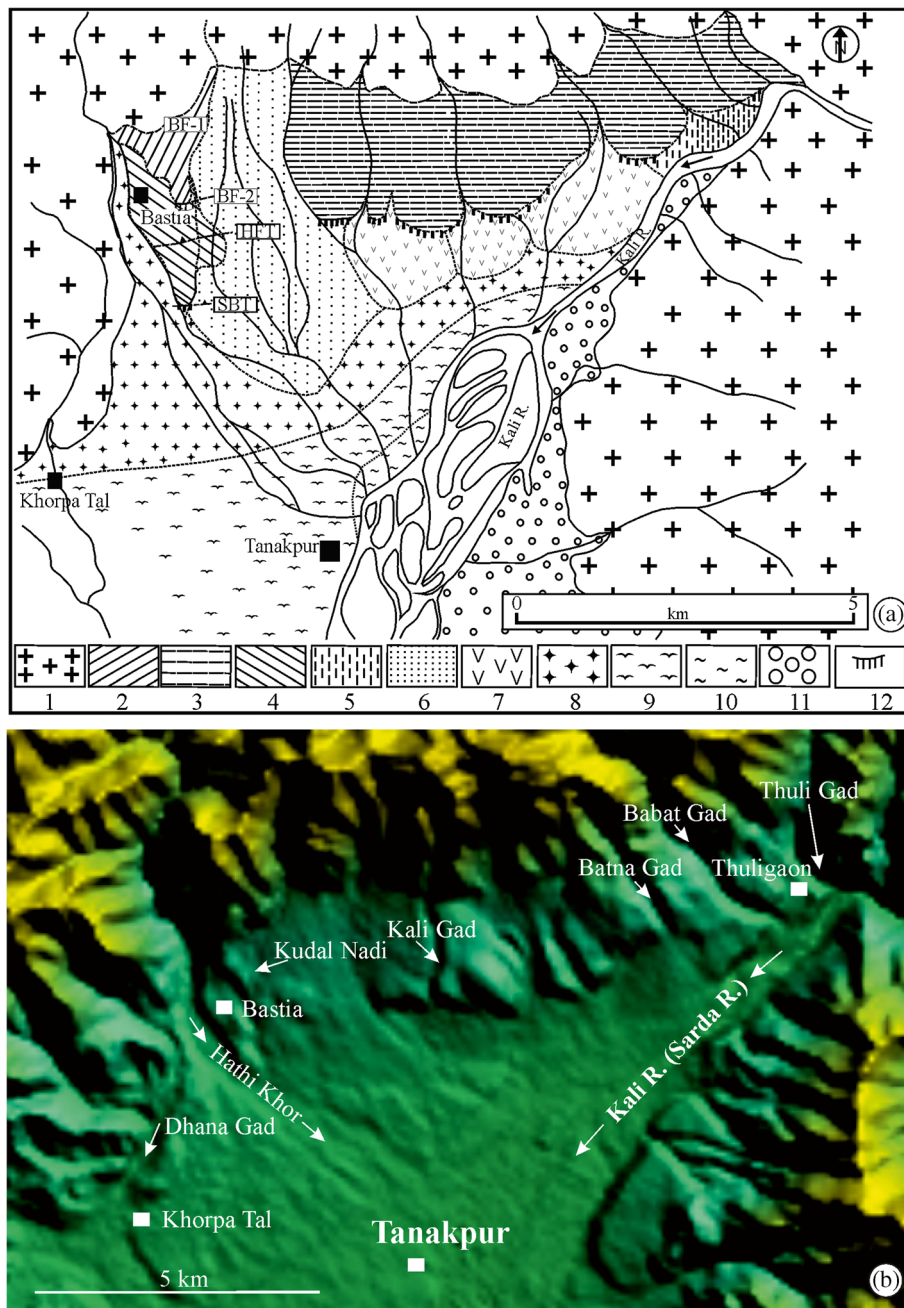 N
BF-1
BF-2
Bastia
HFT
SBT
Kali R.
Kali R.
Khorpa Tal
Tanakpur
0 5
km
(a)
1 2 3 4 5 6 7 8 9 10 11 12
Thuli Gad
Babat Gad
Batna Gad
Thuligaon
Kali Gad
Kudal Nadi
Bastia
Kali R. (Sarda R.)
Hathi Khor
Dhana Gad
Khorpa Tal
Tanakpur
5 km
(b)